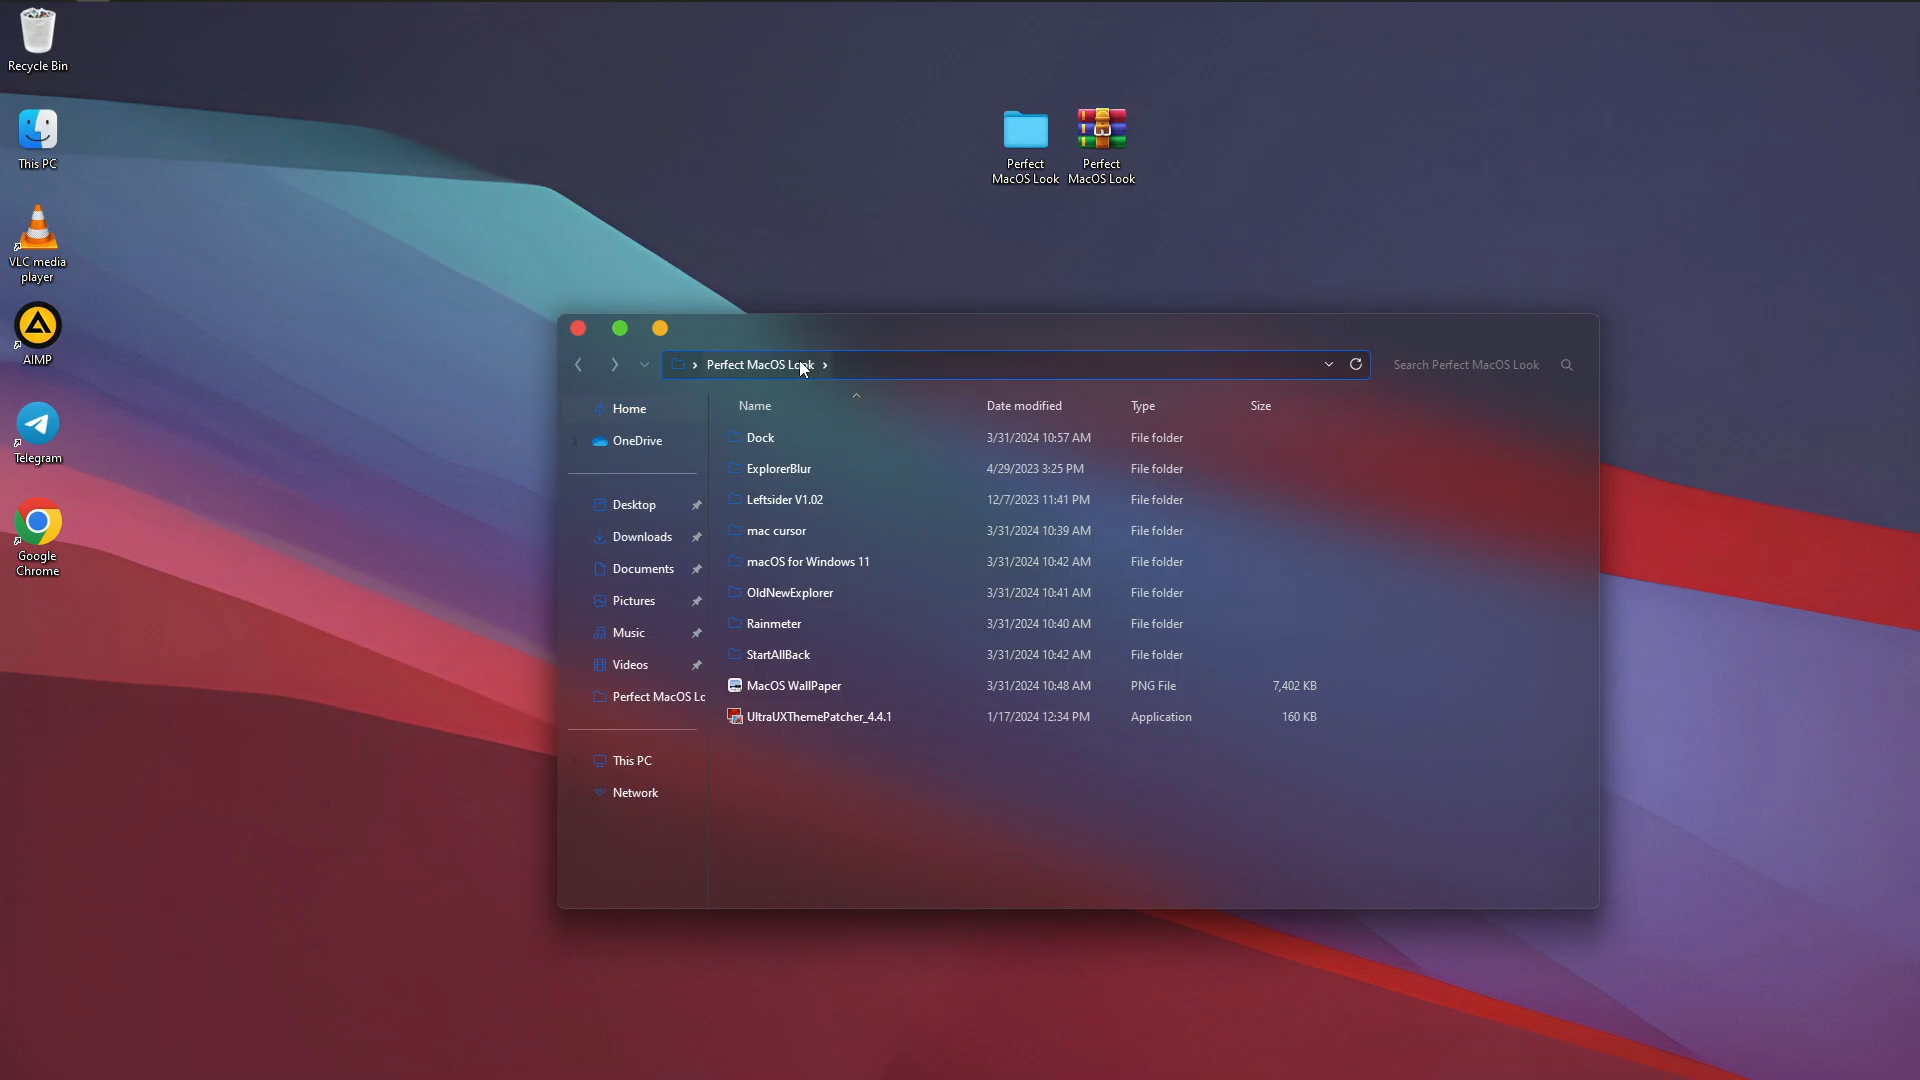 Recycle Bin
This PC
VLC media
player
AIMP
Telegram
Google
Chrome
Perfect
MacOS Look
Perfect
MacOS Look
Perfect MacOS Look
Search Perfect MacOS Look
Home
OneDrive
Desktop
Downloads
Documents
Pictures
Music
Videos
Perfect MacOS Lo
This PC
Network
Name Date modified Type Size
Dock 3/31/2024 10:57 AM File folder
ExplorerBlur 4/29/2023 3:25 PM File folder
Leftsider V1.02 12/7/2023 11:41 PM File folder
mac cursor 3/31/2024 10:39 AM File folder
macOS for Windows 11 3/31/2024 10:42 AM File folder
OldNewExplorer 3/31/2024 10:41 AM File folder
Rainmeter 3/31/2024 10:40 AM File folder
StartAllBack 3/31/2024 10:42 AM File folder
MacOS WallPaper 3/31/2024 10:48 AM PNG File 7,402 KB
UltraUXThemePatcher_4.4.1 1/17/2024 12:34 PM Application 160 KB